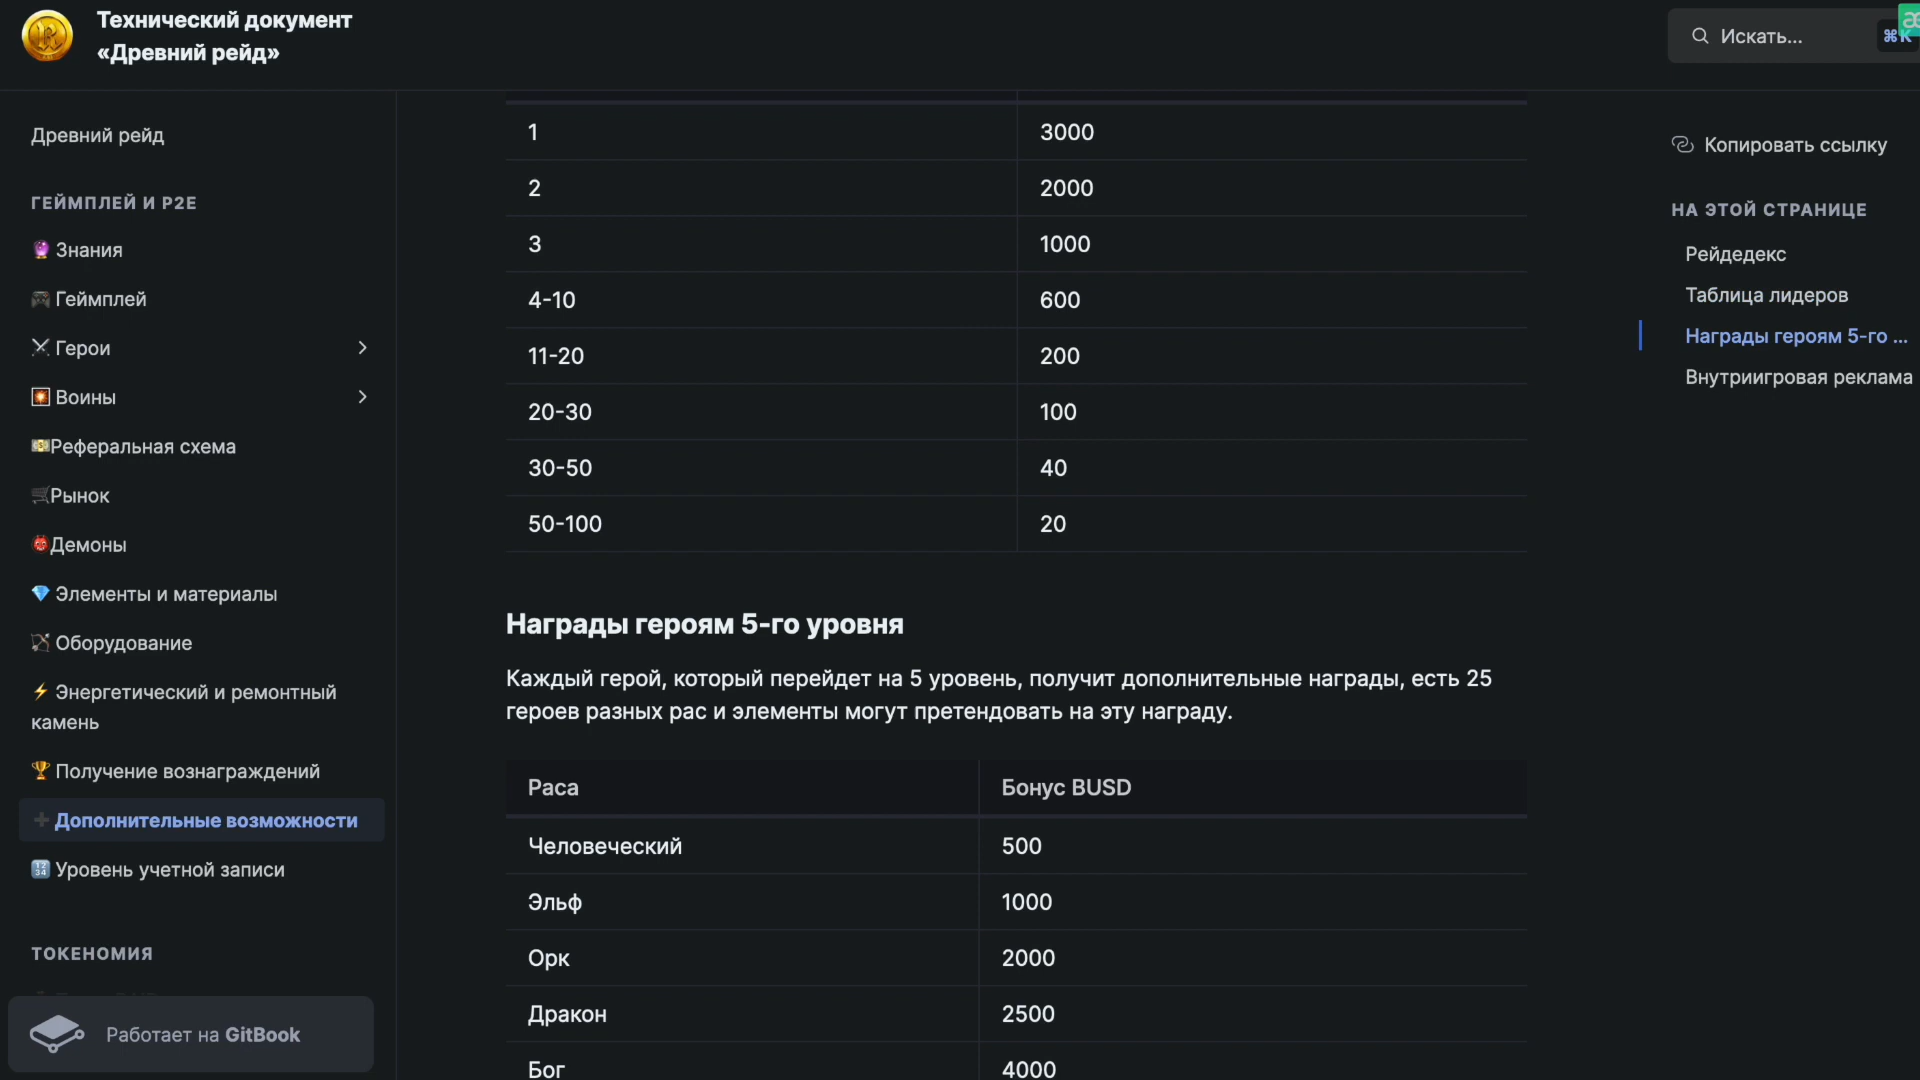 Технический документ
«Древний рейд»
Искать...
⌘K
Древний рейд
ГЕЙМПЛЕЙ И P2E
Знания
Геймплей
Герои
Воины
Реферальная схема
Рынок
Демоны
Элементы и материалы
Оборудование
Энергетический и ремонтный
камень
Получение вознаграждений
Дополнительные возможности
Уровень учетной записи
ТОКЕНОМИЯ
Работает на GitBook
1 3000
2 2000
3 1000
4-10 600
11-20 200
20-30 100
30-50 40
50-100 20
Награды героям 5-го уровня
Каждый герой, который перейдет на 5 уровень, получит дополнительные награды, есть 25
героев разных рас и элементы могут претендовать на эту награду.
Раса Бонус BUSD
Человеческий 500
Эльф 1000
Орк 2000
Дракон 2500
Бог 4000
Копировать ссылку
НА ЭТОЙ СТРАНИЦЕ
Рейдедекс
Таблица лидеров
Награды героям 5-го ...
Внутриигровая реклама